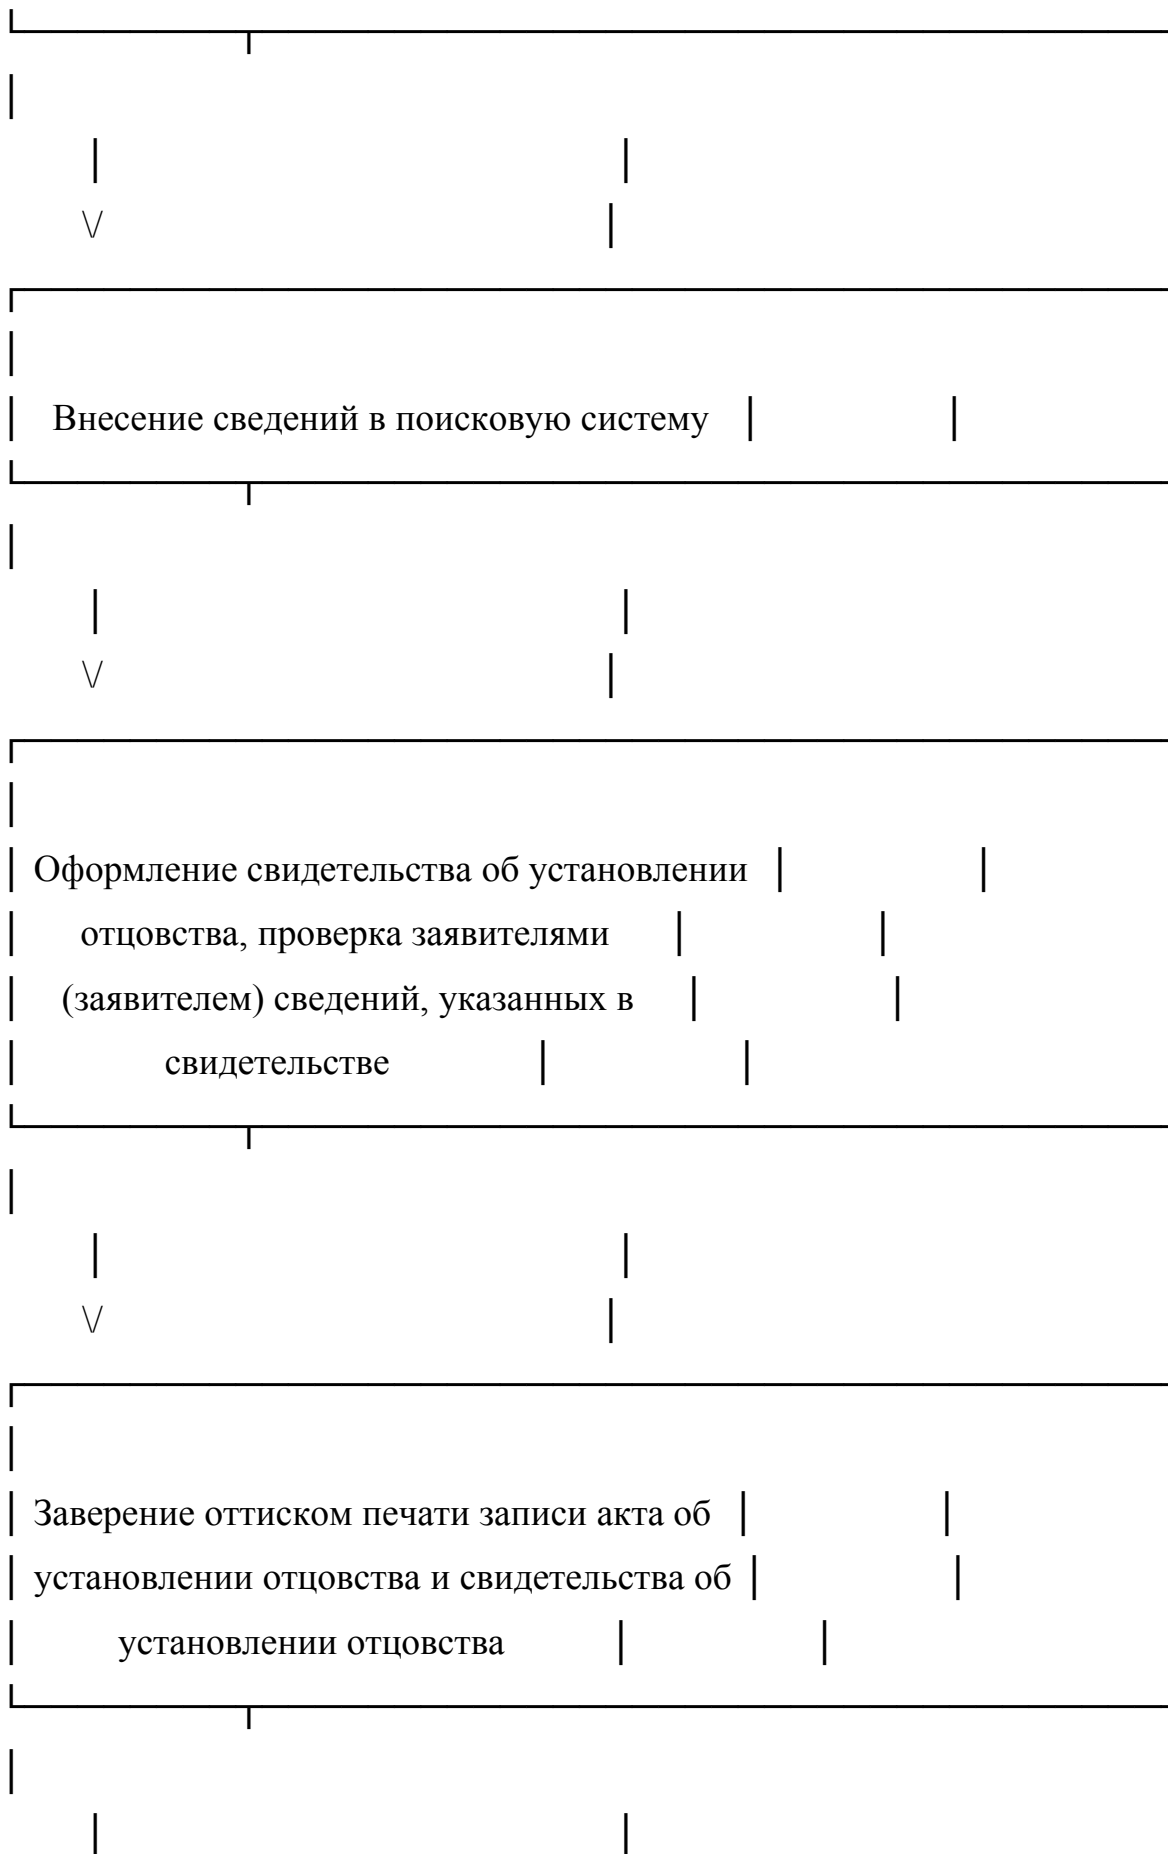 Внесение сведений в поисковую систему
Оформление свидетельства об установлении
отцовства, проверка заявителями
(заявителем) сведений, указанных в
свидетельстве
Заверение оттиском печати записи акта об
установлении отцовства и свидетельства об
установлении отцовства